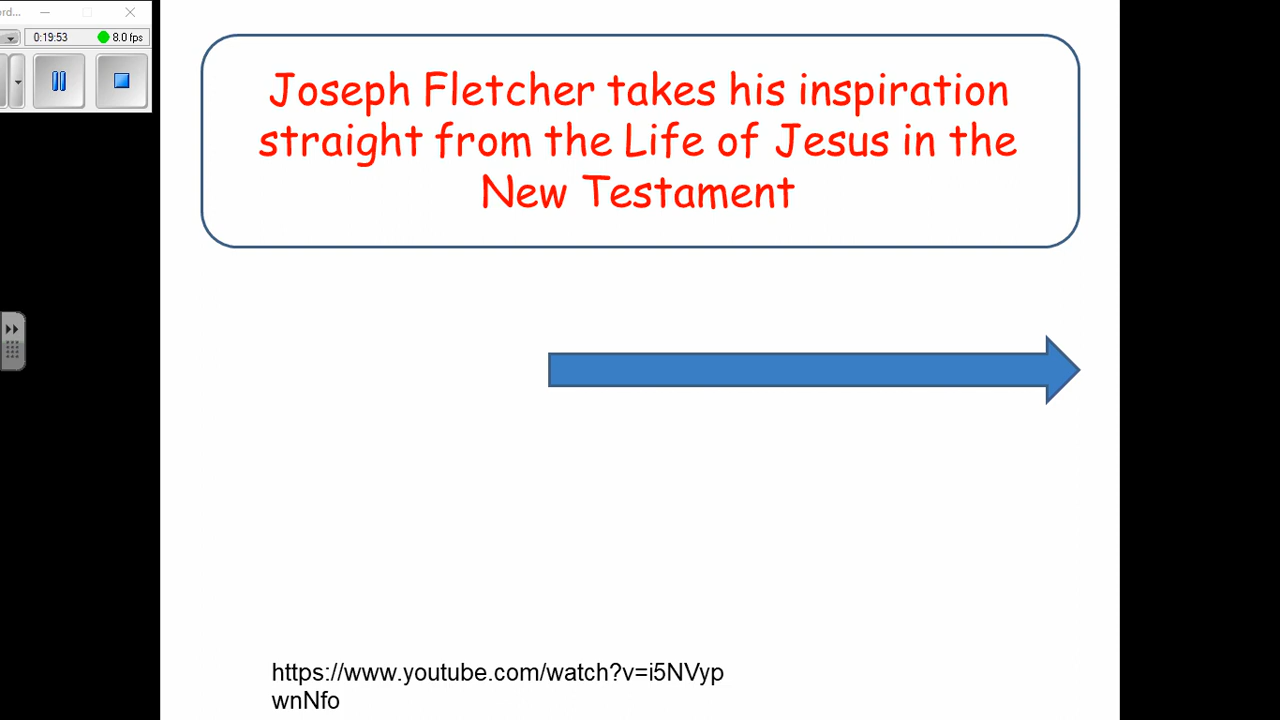 ord...
0:19:53 8.0 fps
Joseph Fletcher takes his inspiration
straight from the Life of Jesus in the
New Testament
https://www.youtube.com/watch?v=i5NVyp
wnNfo